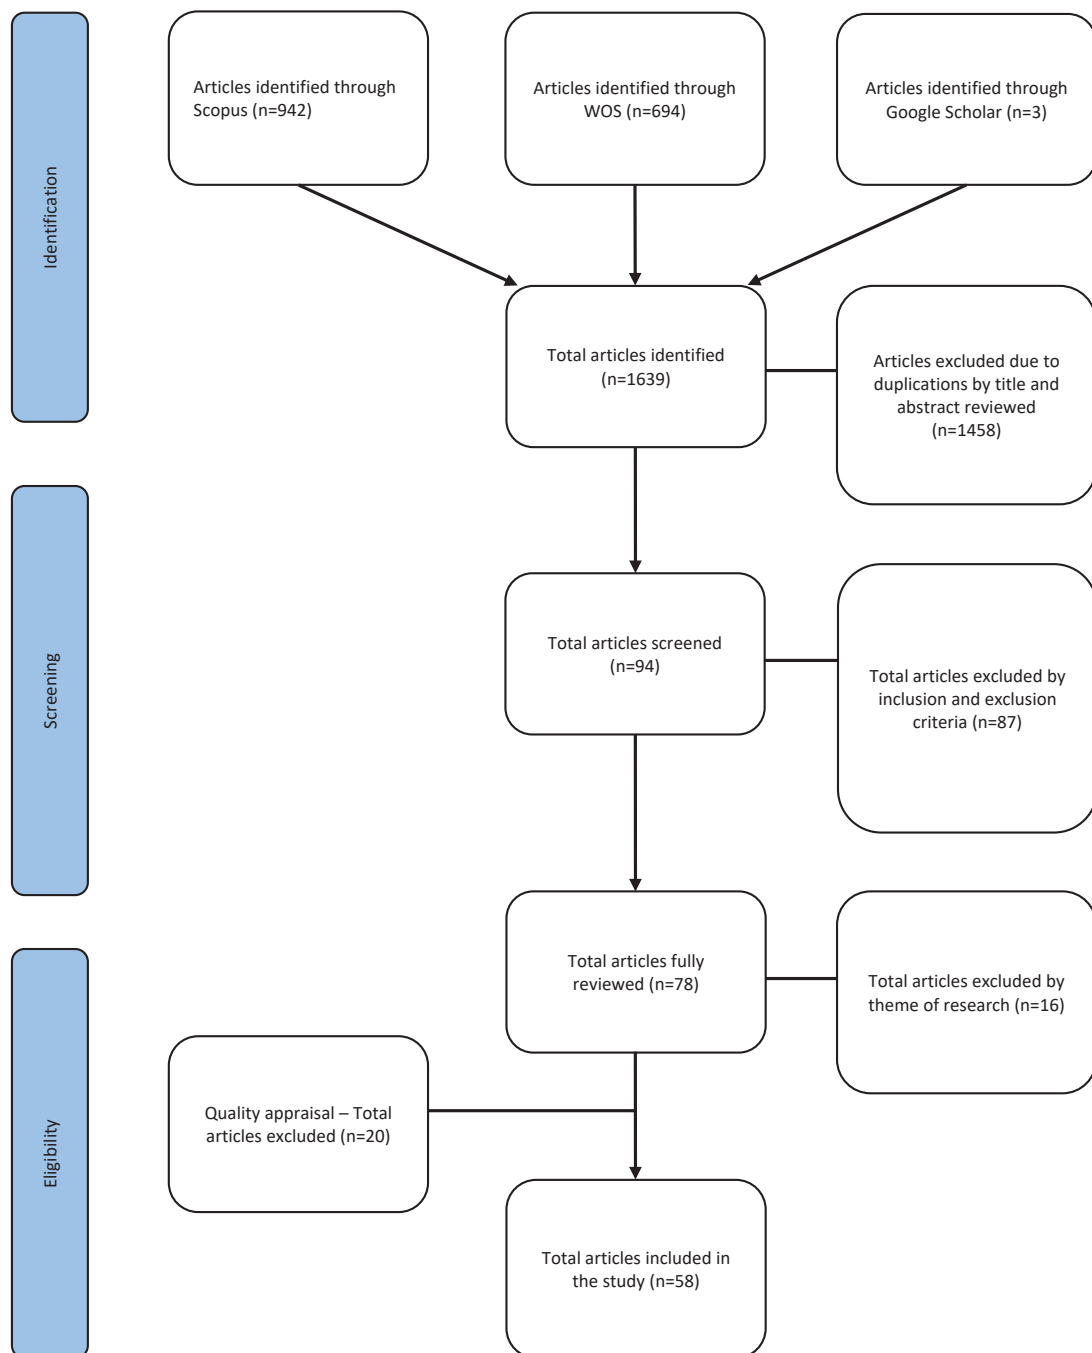 Identification
Articles identified through
Scopus (n=942)
Articles identified through
WOS (n=694)
Articles identified through
Google Scholar (n=3)
Total articles identified
(n=1639)
Articles excluded due to
duplications by title and
abstract reviewed
(n=1458)
Screening
Total articles screened
(n=94)
Total articles excluded by
inclusion and exclusion
criteria (n=87)
Total articles fully
reviewed (n=78)
Total articles excluded by
theme of research (n=16)
Eligibility
Quality appraisal – Total
articles excluded (n=20)
Total articles included in
the study (n=58)